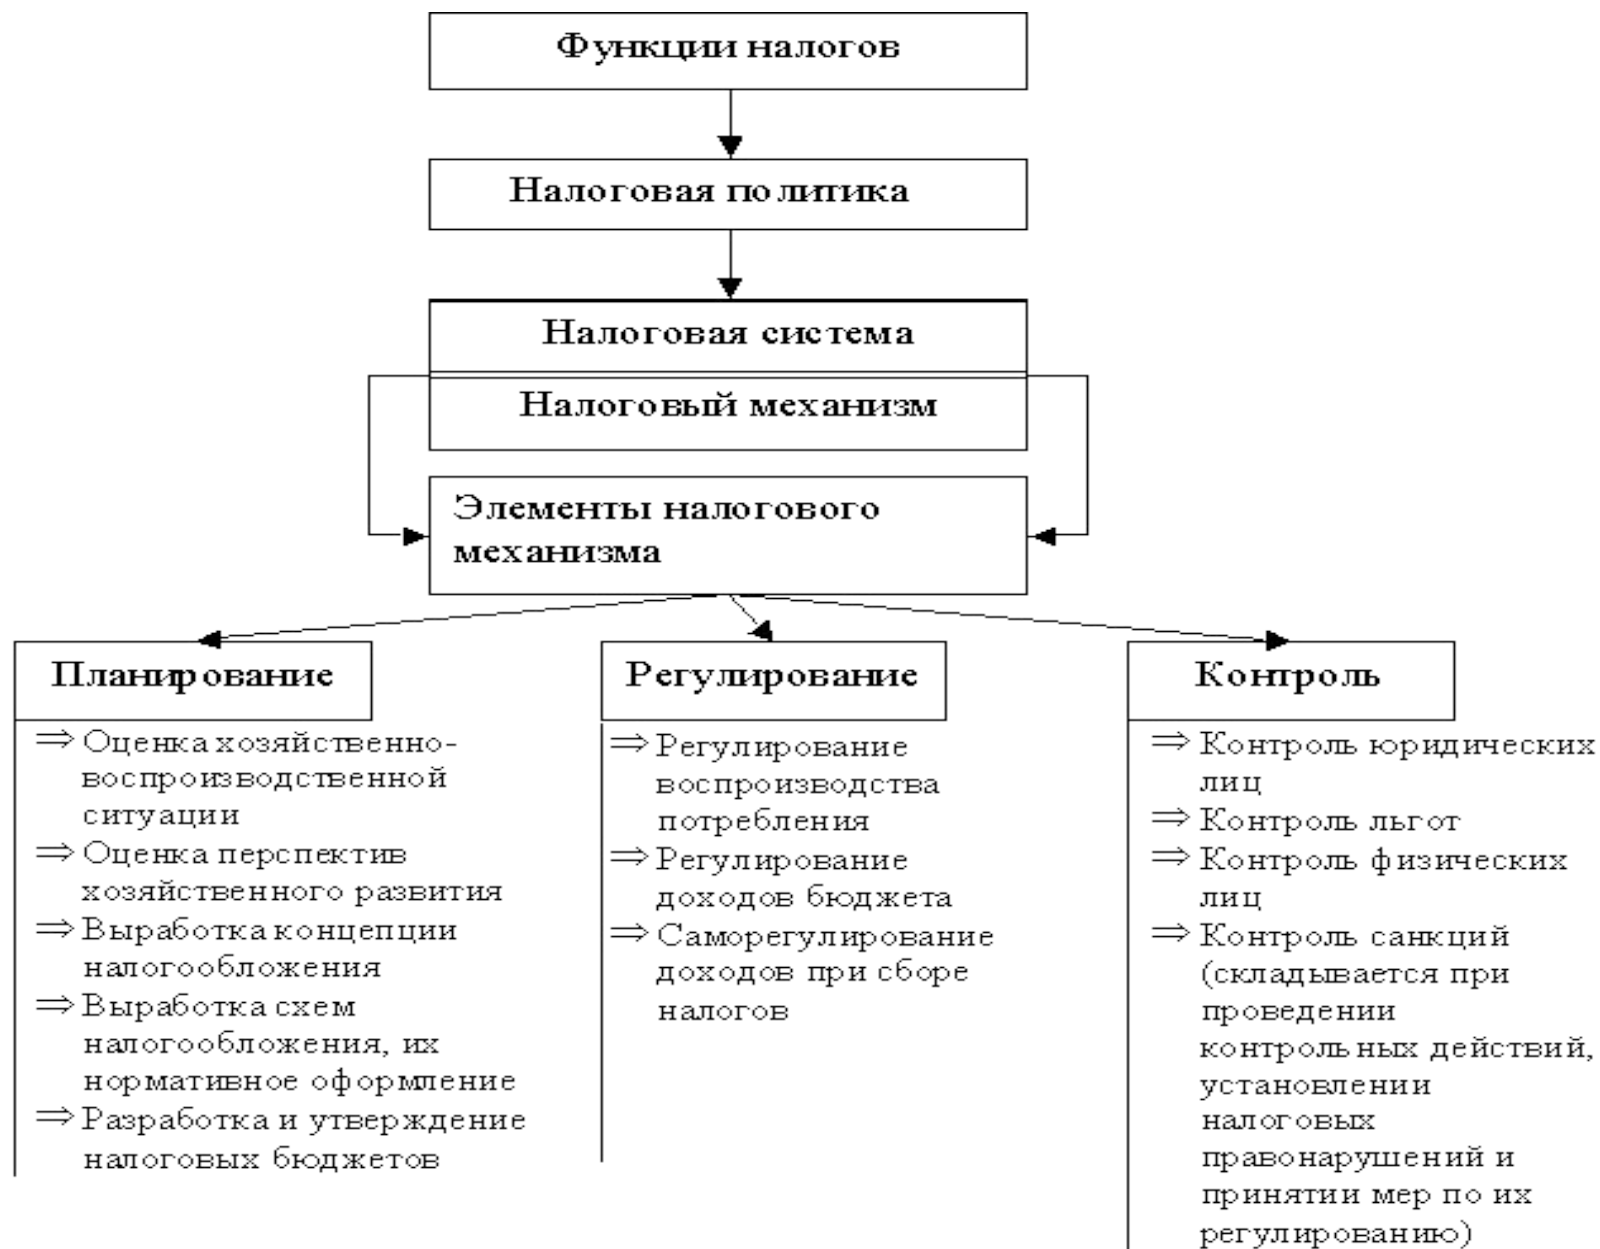 Функции налогов
Налоговая политика
Налоговая система
Налоговый механизм
Элементы налогового
механизма
Планирование
⇒ Оценка хозяйственно-
воспроизводственной
ситуации
⇒ Оценка перспектив
хозяйственного развития
⇒ Выработка концепции
налогообложения
⇒ Выработка схем
налогообложения, их
нормативное оформление
⇒ Разработка и утверждение
налоговых бюджетов
Регулирование
⇒ Регулирование
воспроизводства
потребления
⇒ Регулирование
доходов бюджета
⇒ Саморегулирование
доходов при сборе
налогов
Контроль
⇒ Контроль юридических
лиц
⇒ Контроль льгот
⇒ Контроль физических
лиц
⇒ Контроль санкций
(складывается при
проведении
контрольных действий,
установлении
налоговых
правонарушений и
принятии мер по их
регулированию)